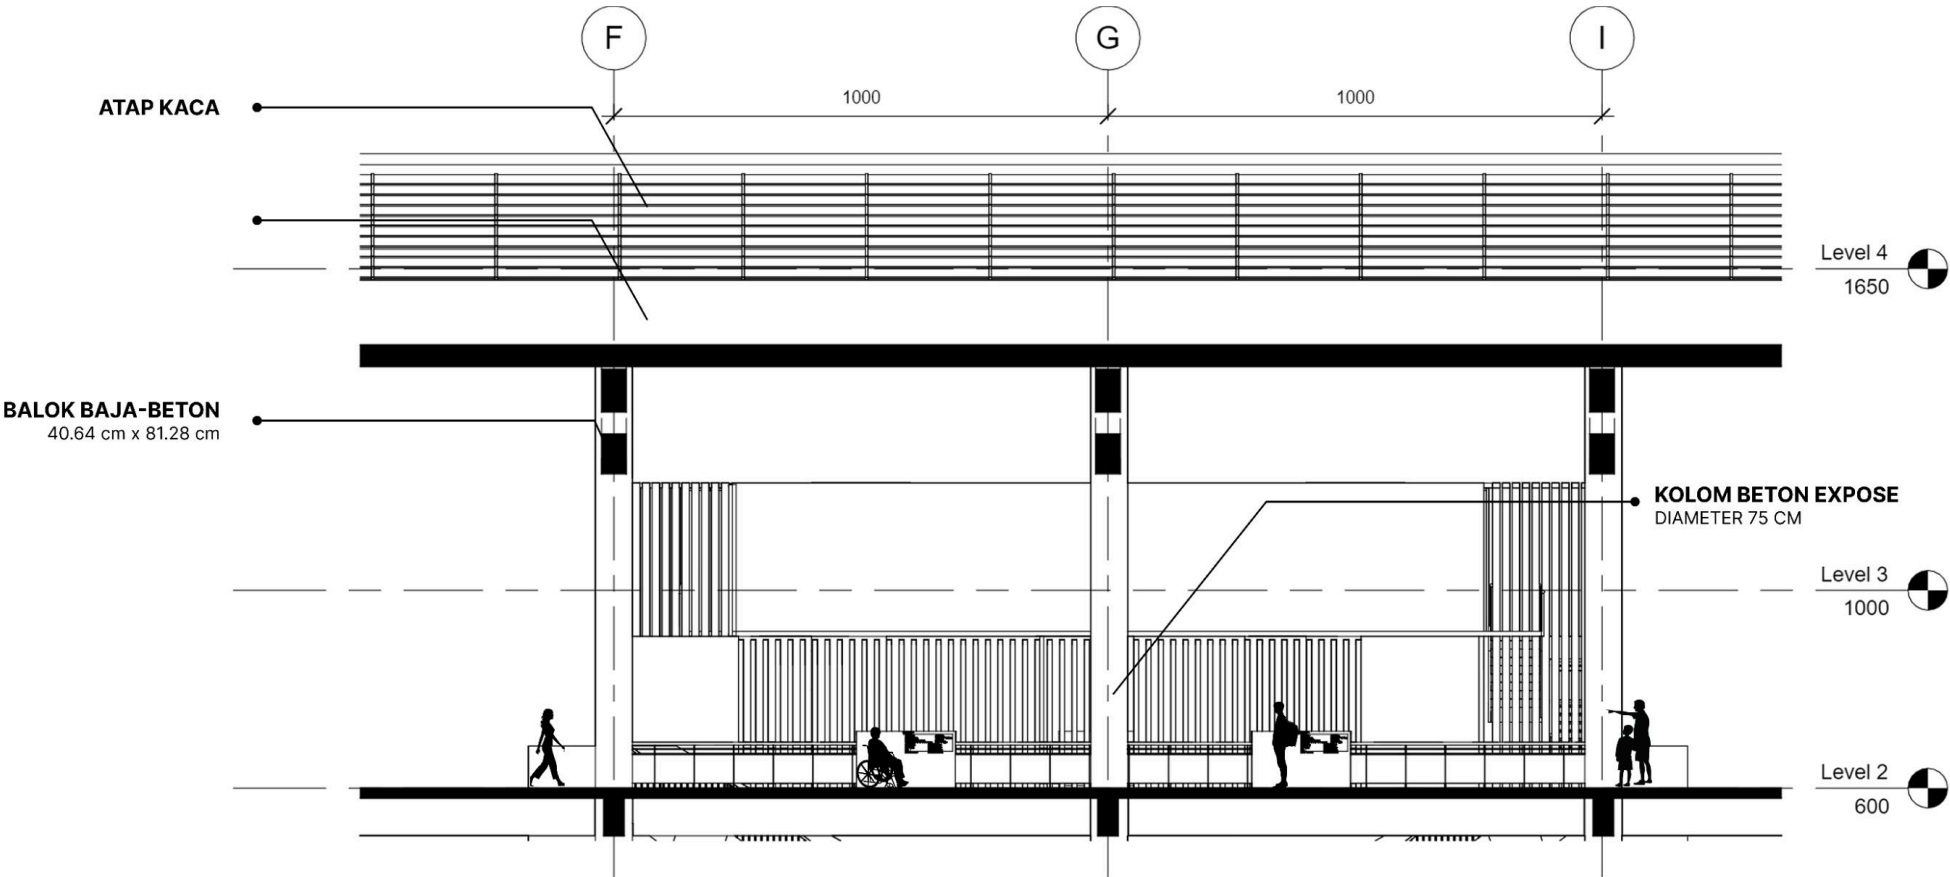 F
G
I
1000
1000
ATAP KACA
Level 4
1650
BALOK BAJA-BETON
40.64 cm x 81.28 cm
KOLOM BETON EXPOSE
DIAMETER 75 CM
Level 3
1000
Level 2
600